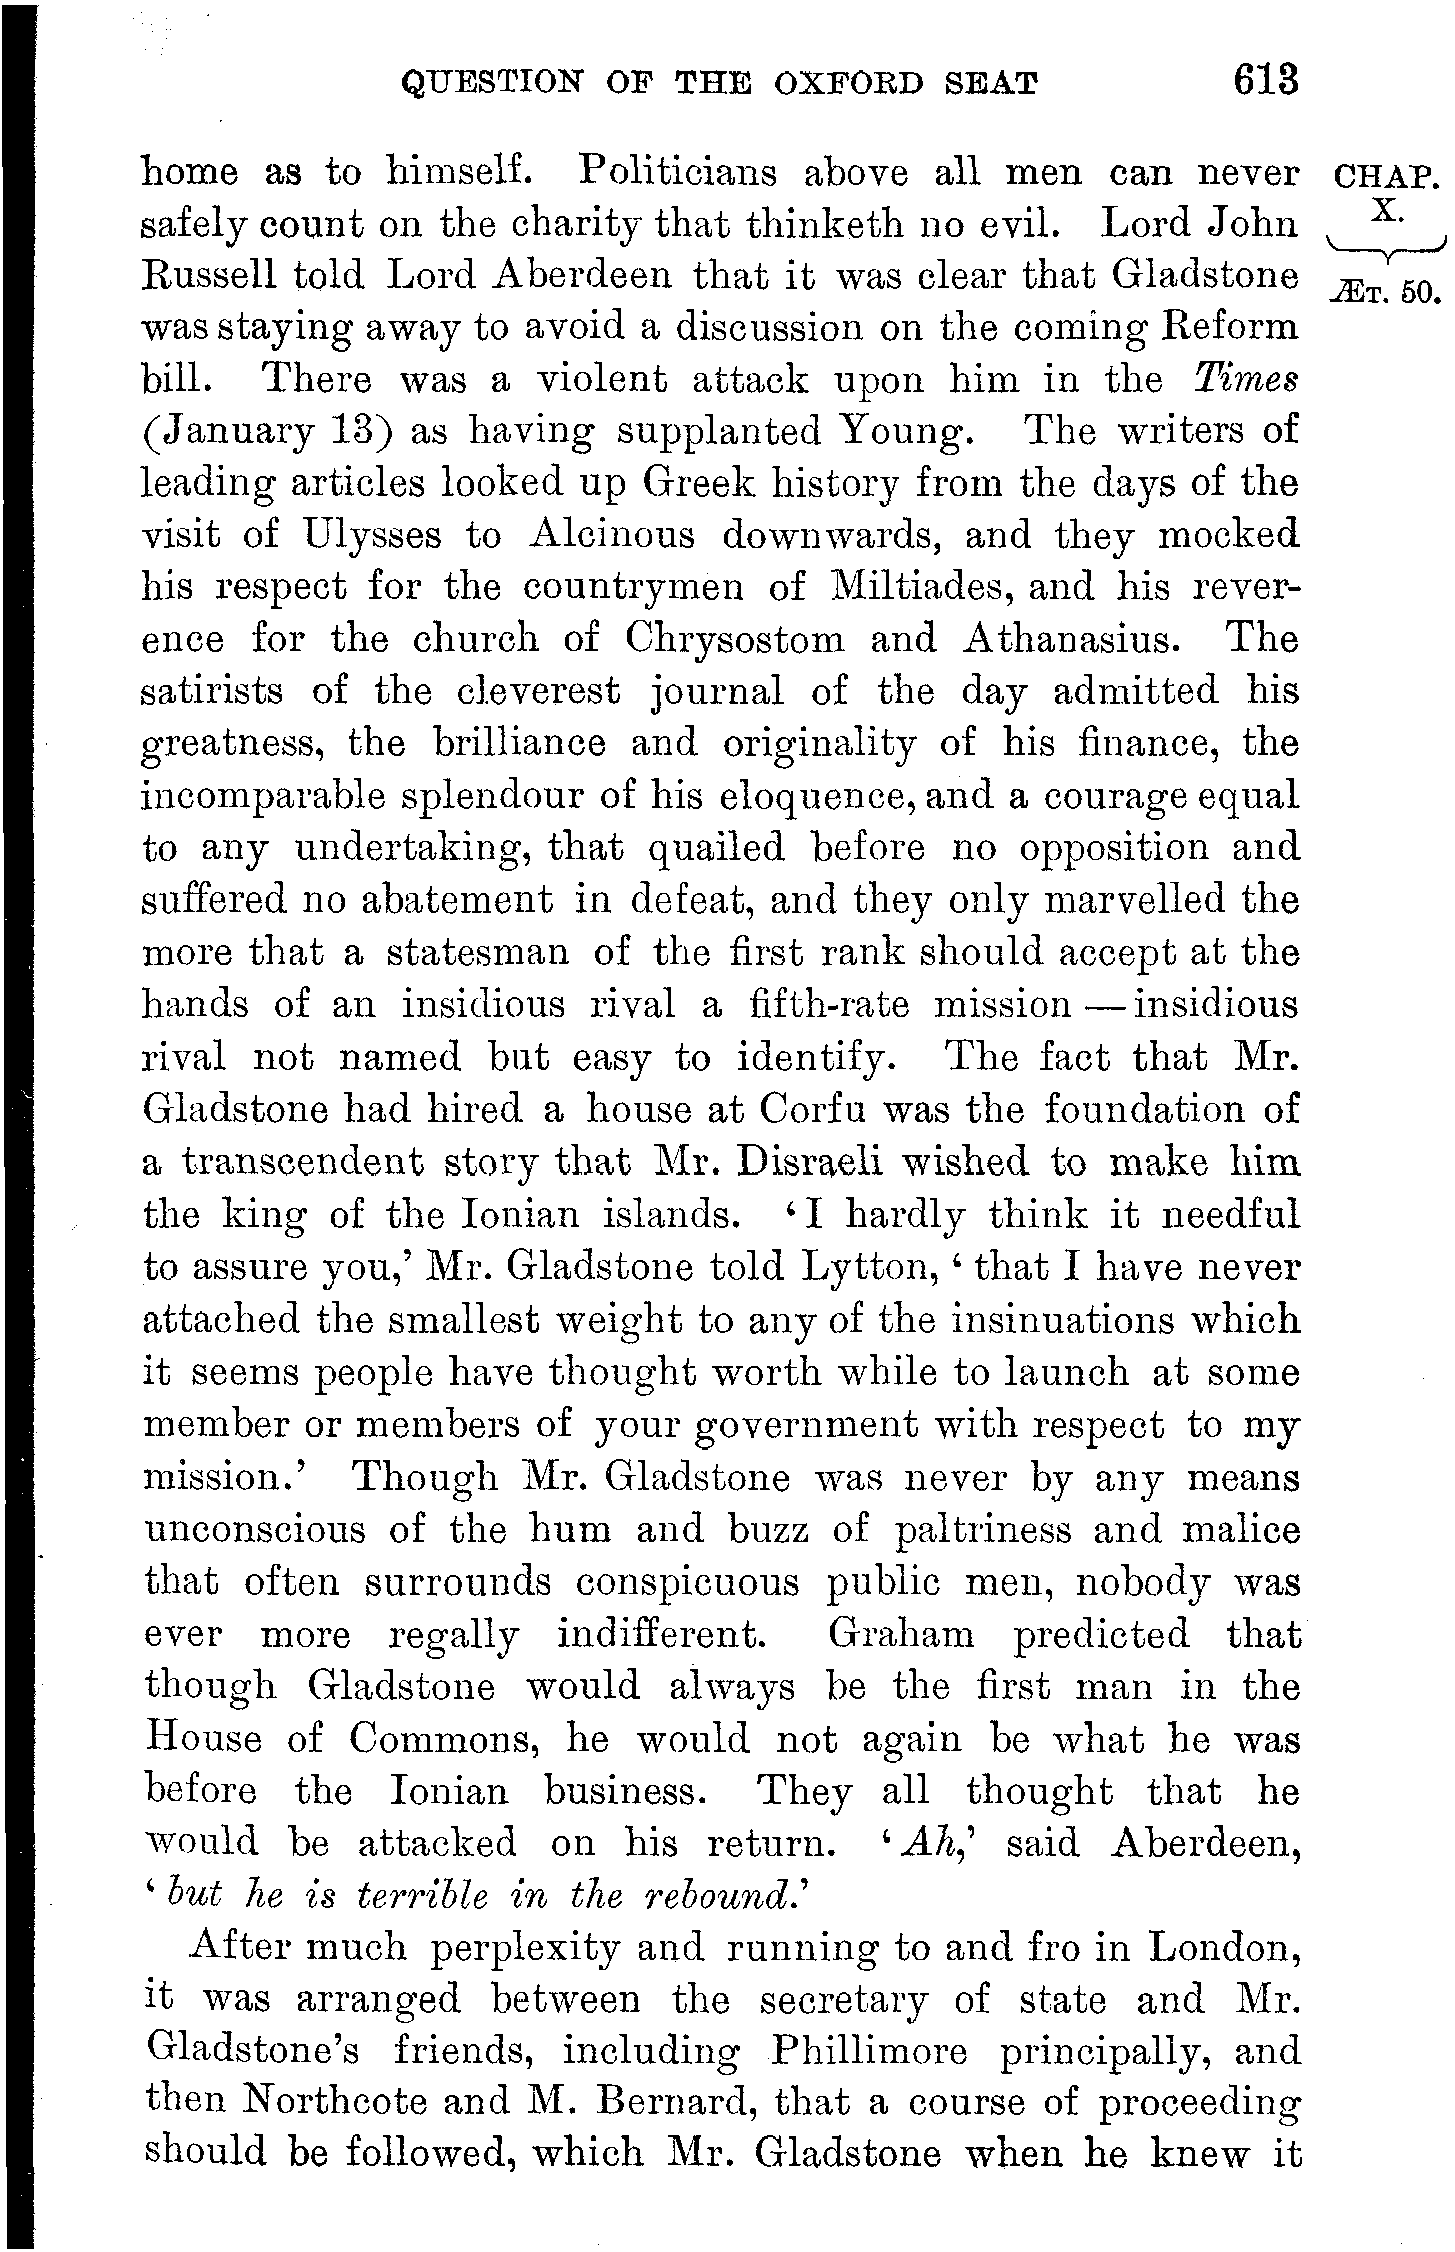 QUESTION OF THE OXFORD SEAT 613
CHAP.
X.
ÆT. 50.
home as to himself. Politicians above all men can never
safely count on the charity that thinketh no evil. Lord John
Russell told Lord Aberdeen that it was clear that Gladstone
was staying away to avoid a discussion on the coming Reform
bill. There was a violent attack upon him in the Times
(January 13) as having supplanted Young. The writers of
leading articles looked up Greek history from the days of the
visit of Ulysses to Alcinous downwards, and they mocked
his respect for the countrymen of Miltiades, and his rever-
ence for the church of Chrysostom and Athanasius. The
satirists of the cleverest journal of the day admitted his
greatness, the brilliance and originality of his finance, the
incomparable splendour of his eloquence, and a courage equal
to any undertaking, that quailed before no opposition and
suffered no abatement in defeat, and they only marvelled the
more that a statesman of the first rank should accept at the
hands of an insidious rival a fifth-rate mission — insidious
rival not named but easy to identify. The fact that Mr.
Gladstone had hired a house at Corfu was the foundation of
a transcendent story that Mr. Disraeli wished to make him
the king of the Ionian islands. ‘I hardly think it needful
to assure you,’ Mr. Gladstone told Lytton, ‘that I have never
attached the smallest weight to any of the insinuations which
it seems people have thought worth while to launch at some
member or members of your government with respect to my
mission.’ Though Mr. Gladstone was never by any means
unconscious of the hum and buzz of paltriness and malice
that often surrounds conspicuous public men, nobody was
ever more regally indifferent. Graham predicted that
though Gladstone would always be the first man in the
House of Commons, he would not again be what he was
before the Ionian business. They all thought that he
would be attacked on his return. ‘Ah,’ said Aberdeen,
‘but he is terrible in the rebound.’
After much perplexity and running to and fro in London,
it was arranged between the secretary of state and Mr.
Gladstone’s friends, including Phillimore principally, and
then Northcote and M. Bernard, that a course of proceeding
should be followed, which Mr. Gladstone when he knew it